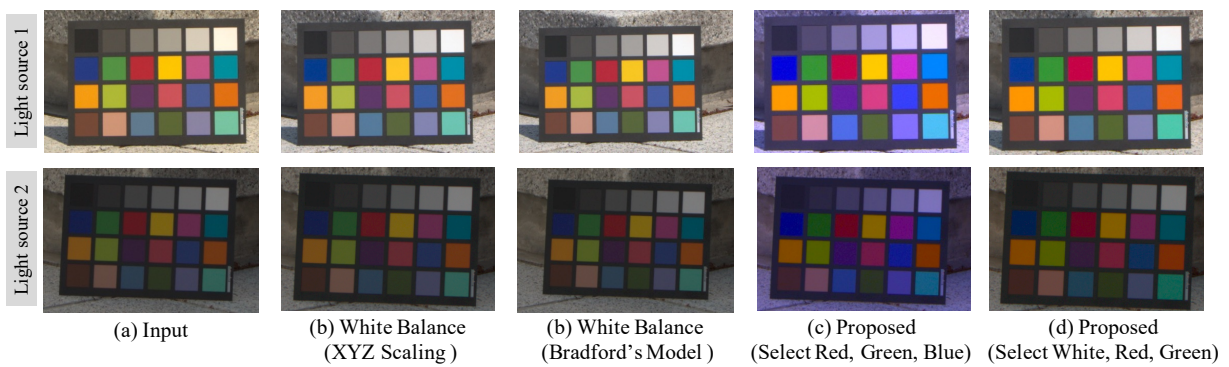 Light source 1
Light source 2
(a) Input
(b) White Balance
(XYZ Scaling )
(b) White Balance
(Bradford's Model )
(c) Proposed
(Select Red, Green, Blue)
(d) Proposed
(Select White, Red, Green)